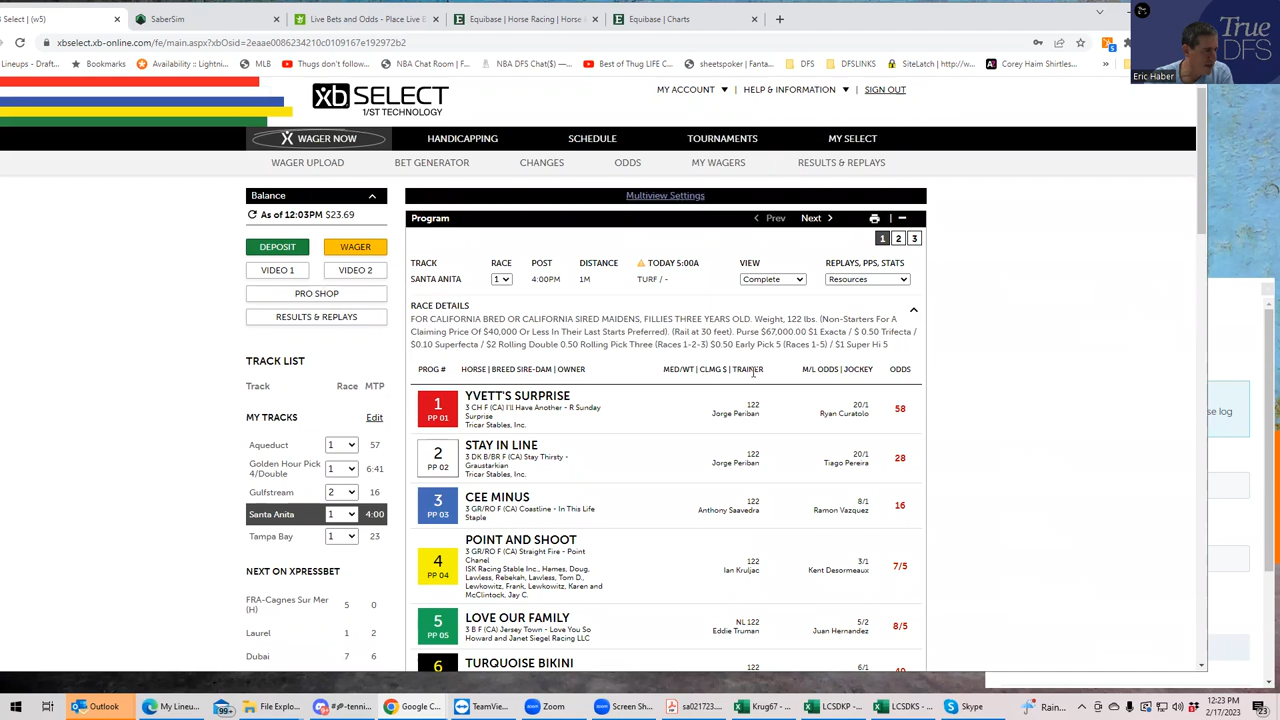 Select | (w5)
SaberSim
Live Bets and Odds - Place Live B
Equibase | Horse Racing | Horse
Equibase | Charts
xbselect.xb-online.com/fe/main.aspx?xbOsid=2eaae0086234210c0109167e192972b2
Lineups - Draft...
Bookmarks
Availability :: Lightni...
MLB
Thugs don't follow...
NBA Chat Room | F...
NBA DFS Chat($) —...
Best of Thug LIFE C...
sheetspoker | Fanta...
DFS
DFSLINKS
SiteLatch | http://w...
Corey Haim Shirtles...
True
DFS
Eric Haber
xb SELECT
1/ST TECHNOLOGY
MY ACCOUNT | HELP & INFORMATION | SIGN OUT
WAGER NOW
HANDICAPPING
SCHEDULE
TOURNAMENTS
MY SELECT
WAGER UPLOAD
BET GENERATOR
CHANGES
ODDS
MY WAGERS
RESULTS & REPLAYS
Balance
As of 12:03PM $23.69
DEPOSIT
WAGER
VIDEO 1
VIDEO 2
PRO SHOP
RESULTS & REPLAYS
TRACK LIST
Track Race MTP
MY TRACKS Edit
Aqueduct 1 57
Golden Hour Pick
4/Double 1 6:41
Gulfstream 2 16
Santa Anita 1 4:00
Tampa Bay 1 23
NEXT ON XPRESSBET
FRA-Cagnes Sur Mer
(H) 5 0
Laurel 1 2
Dubai 7 6
Multiview Settings
Program
Prev Next
1 2 3
TRACK RACE POST DISTANCE TODAY 5:00A VIEW REPLAYS, PPS, STATS
SANTA ANITA 1 4:00PM 1M TURF / - Complete Resources
RACE DETAILS
FOR CALIFORNIA BRED OR CALIFORNIA SIRED MAIDENS, FILLIES THREE YEARS OLD. Weight, 122 lbs. (Non-Starters For A
Claiming Price Of $40,000 Or Less In Their Last Starts Preferred). (Rail at 30 feet). Purse $67,000.00 $1 Exacta / $ 0.50 Trifecta /
$0.10 Superfecta / $2 Rolling Double 0.50 Rolling Pick Three (Races 1-2-3) $0.50 Early Pick 5 (Races 1-5) / $1 Super Hi 5
PROG # HORSE | BREED SIRE-DAM | OWNER MED/WT | CLMG $ | TRAINER M/L ODDS | JOCKEY ODDS
1
PP 01
YVETT'S SURPRISE
3 CH F (CA) I'll Have Another - R Sunday
Surprise
Tricar Stables, Inc.
122
Jorge Periban
20/1
Ryan Curatolo
58
2
PP 02
STAY IN LINE
3 DK B/BR F (CA) Stay Thirsty -
Graustarkian
Tricar Stables, Inc.
122
Jorge Periban
20/1
Tiago Pereira
28
3
PP 03
CEE MINUS
3 GR/RO F (CA) Coastline - In This Life
Staple
122
Anthony Saavedra
8/1
Ramon Vazquez
16
4
PP 04
POINT AND SHOOT
3 GR/RO F (CA) Straight Fire - Point
Chanel
ISK Racing Stable Inc., Hames, Doug,
Lawless, Rebekah, Lawless, Tom D.,
Lewkowitz, Frank, Lewkowitz, Karen and
McClintock, Jay C.
122
Ian Kruljac
3/1
Kent Desormeaux
7/5
5
PP 05
LOVE OUR FAMILY
3 B F (CA) Jersey Town - Love You So
Howard and Janet Siegel Racing LLC
NL 122
Eddie Truman
5/2
Juan Hernandez
8/5
6
TURQUOISE BIKINI
122
6/1
se log
Outlook
My Lineu...
99+
File Explo...
Google C...
TeamVie...
Zoom
Screen Sh...
sa021723...
Krug67 -...
LCSDKP -...
LCSDKS -...
Skype
Rain...
12:23 PM
2/17/2023
23